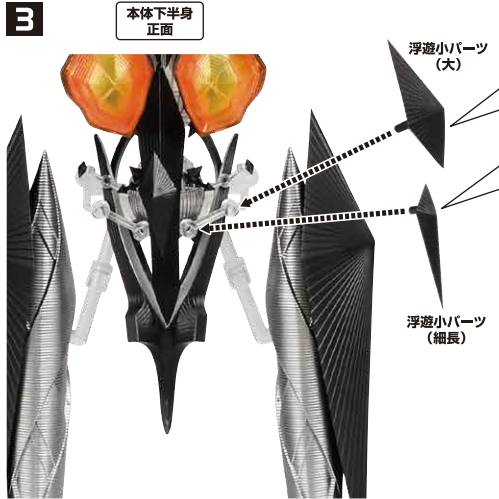 3
本体下半身
正面
浮遊小パーツ
（大）
浮遊小パーツ
（細長）